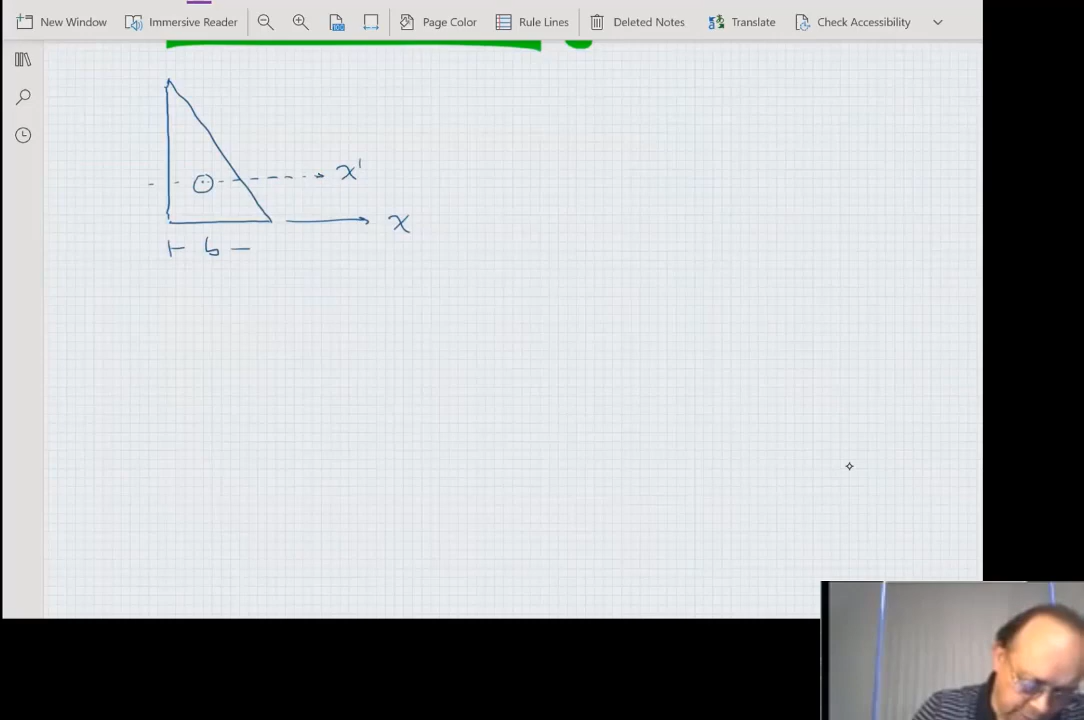 New Window Immersive Reader Page Color Rule Lines Deleted Notes Translate Check Accessibility
x'
x
b